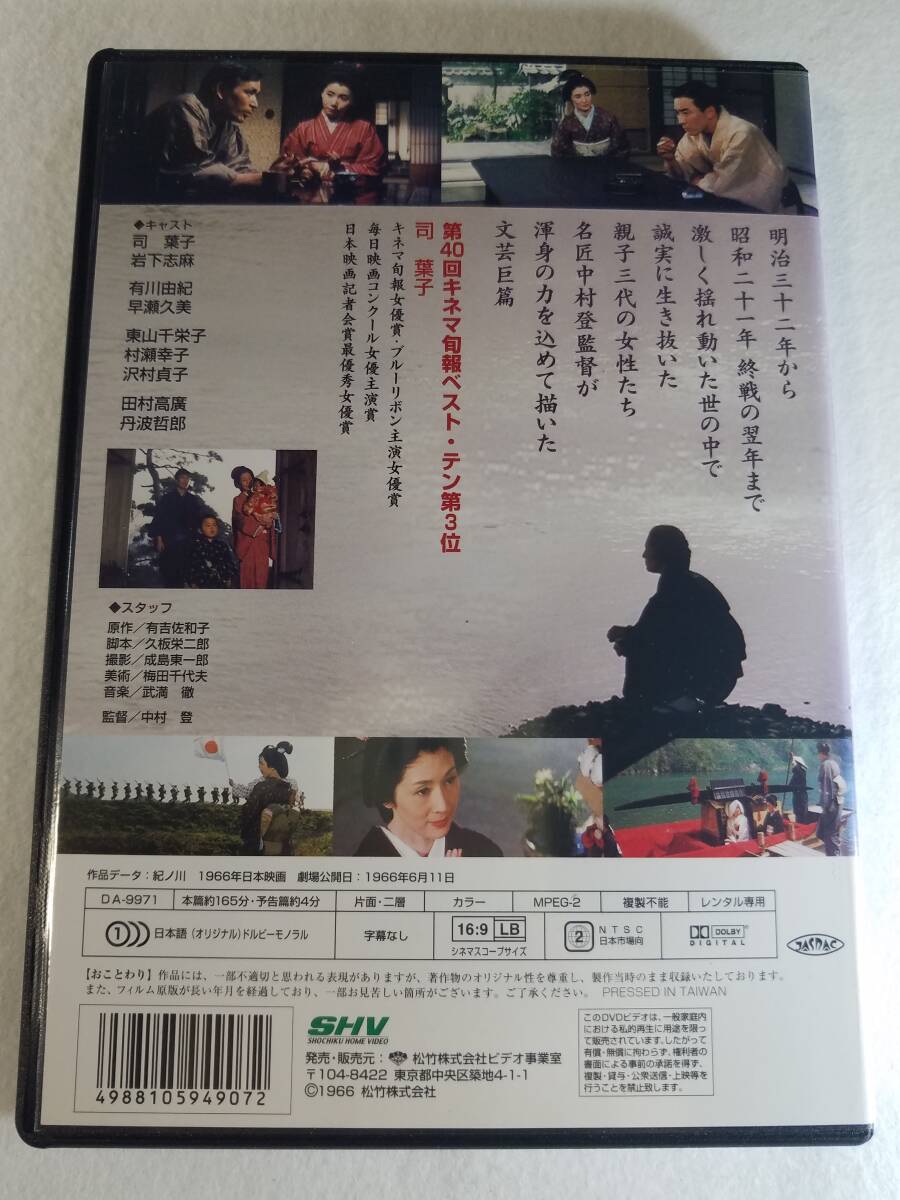 明治三十二年から
昭和二十一年 終戦の翌年まで
激しく揺れ動いた世の中で
誠実に生き抜いた
親子三代の女性たち
名匠中村登監督が
渾身の力を込めて描いた
文芸巨篇
第40回キネマ旬報ベスト・テン第3位
司 葉子
キネマ旬報女優賞・ブルーリボン主演女優賞
毎日映画コンクール女優主演賞
日本映画記者会賞最優秀女優賞
◆キャスト
司 葉子
岩下志麻
有川由紀
早瀬久美
東山千栄子
村瀬幸子
沢村貞子
田村高廣
丹波哲郎
◆スタッフ
原作／有吉佐和子
脚本／久板栄二郎
撮影／成島東一郎
美術／梅田千代夫
音楽／武満 徹
監督／中村 登
作品データ：紀ノ川 1966年日本映画 劇場公開日：1966年6月11日
DA-9971 本篇約165分・予告篇約4分 片面・二層 カラー MPEG-2 複製不能 レンタル専用
1 日本語（オリジナル）ドルビーモノラル 字幕なし 16:9 LB シネマスコープサイズ 2 NTSC 日本市場向 DOLBY DIGITAL
JASRAC
【おことわり】作品には、一部不適切と思われる表現がありますが、著作物のオリジナル性を尊重し、製作当時のまま収録いたしております。
また、フィルム原版が長い年月を経過しており、一部お見苦しい箇所がございます。ご了承ください。 PRESSED IN TAIWAN
SHV
SHOCHIKU HOME VIDEO
発売・販売元： 松竹株式会社ビデオ事業室
〒104-8422 東京都中央区築地4-1-1
©1966 松竹株式会社
4988105949072
このDVDビデオは、一般家庭内
における私的再生に用途を限っ
て販売されています。したがって
有償・無償に拘わらず、権利者の
書面による事前の承諾を得ず、
複製・貸与・公衆送信・上映等を
行うことを禁止致します。